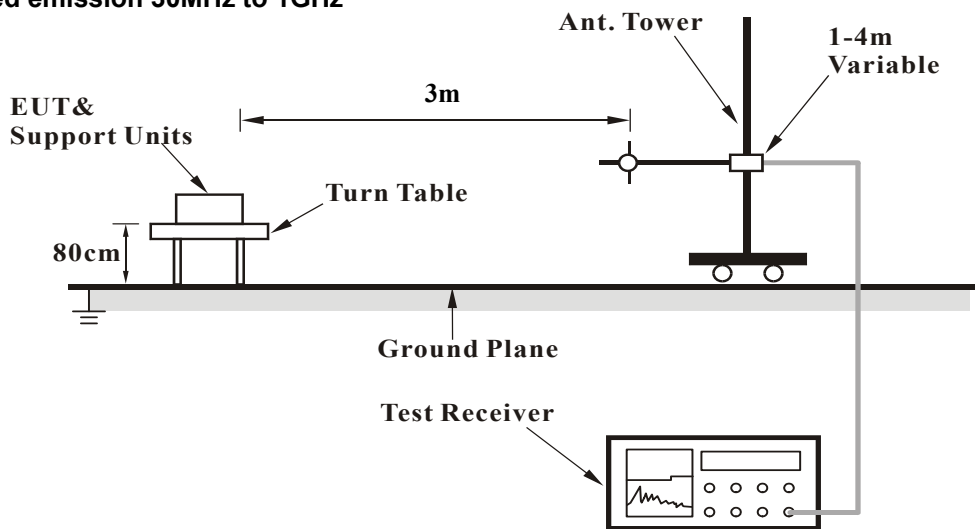 ed emission 30MHz to 1GHz
Ant. Tower
1-4m
Variable
3m
EUT&
Support Units
Turn Table
80cm
Ground Plane
Test Receiver